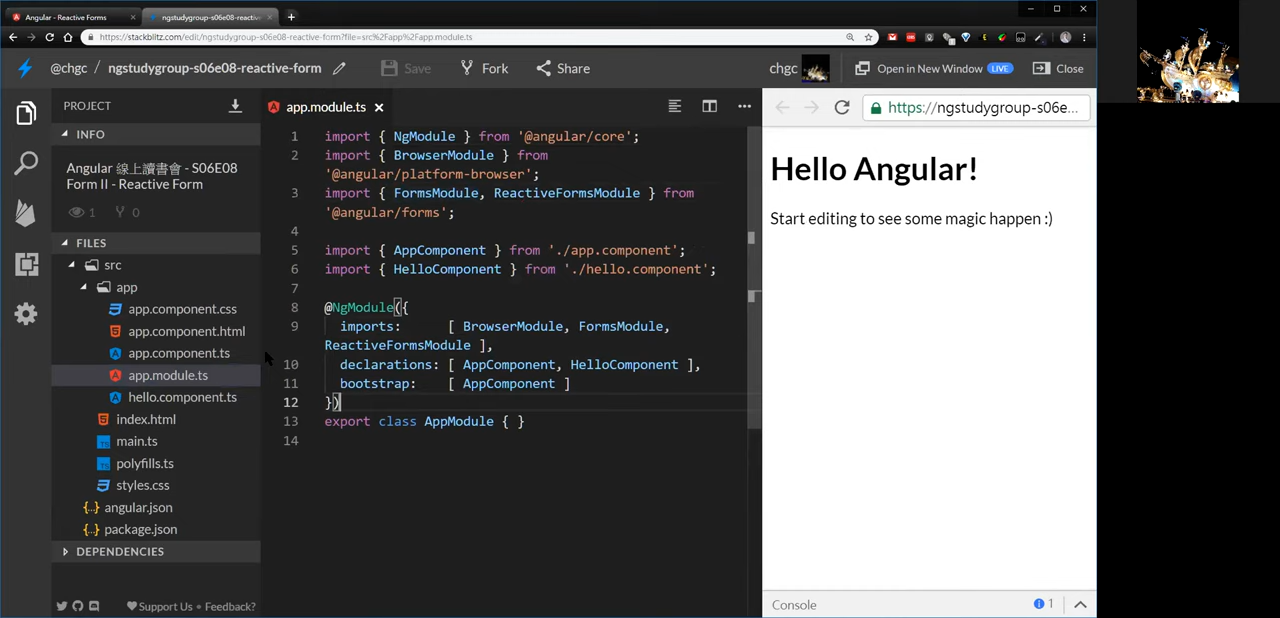 Angular - Reactive Forms
ngstudygroup-s06e08-reactive
https://stackblitz.com/edit/ngstudygroup-s06e08-reactive-form?file=src%2Fapp%2Fapp.module.ts
@chgc / ngstudygroup-s06e08-reactive-form
Save
Fork
Share
chgc
Open in New Window LIVE
Close
PROJECT
INFO
Angular 線上讀書會 - S06E08
Form II - Reactive Form
1
0
FILES
src
app
app.component.css
app.component.html
app.component.ts
app.module.ts
hello.component.ts
index.html
main.ts
polyfills.ts
styles.css
angular.json
package.json
DEPENDENCIES
Support Us • Feedback?
app.module.ts
1 import { NgModule } from '@angular/core';
2 import { BrowserModule } from
'@angular/platform-browser';
3 import { FormsModule, ReactiveFormsModule } from
'@angular/forms';
4
5 import { AppComponent } from './app.component';
6 import { HelloComponent } from './hello.component';
7
8 @NgModule({
9 imports: [ BrowserModule, FormsModule,
ReactiveFormsModule ],
10 declarations: [ AppComponent, HelloComponent ],
11 bootstrap: [ AppComponent ]
12 })
13 export class AppModule { }
14
https://ngstudygroup-s06e...
Hello Angular!
Start editing to see some magic happen :)
Console
1